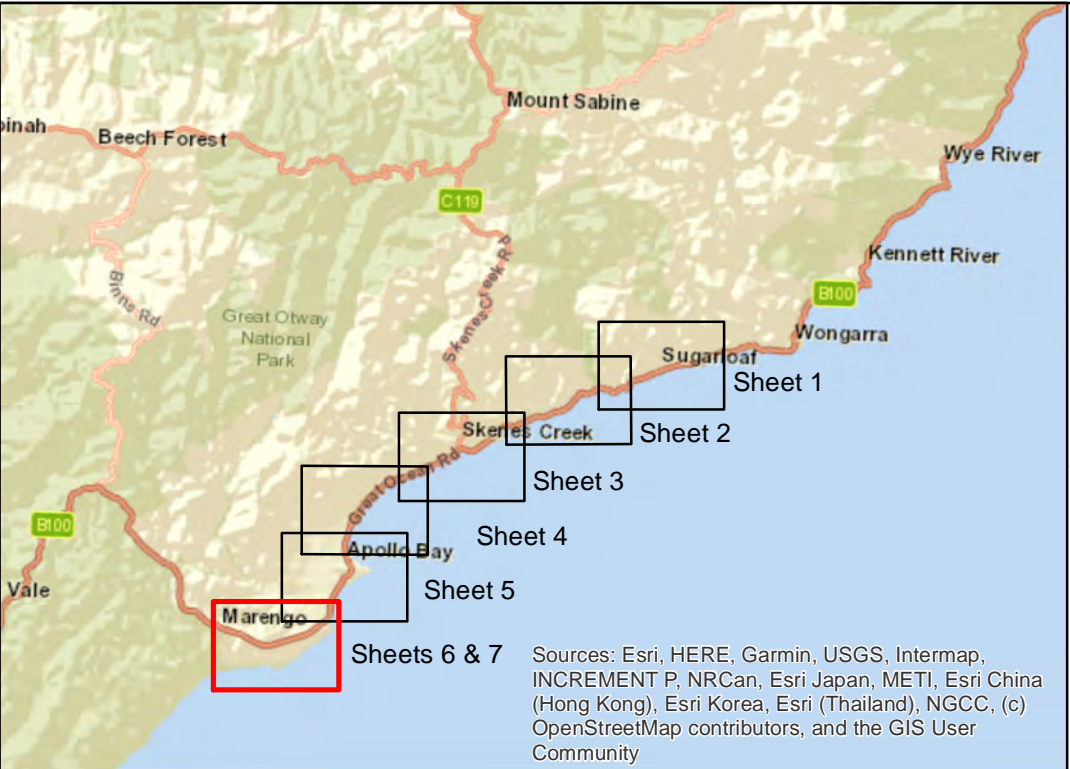 Mount Sabine
Beech Forest
Wye River
C119
Skenes Creek Rd
Kennett River
Binns Rd
B100
Great Otway
National
Park
Wongarra
Sugarloaf
Sheet 1
Skenes Creek
Sheet 2
Great Ocean Rd
Sheet 3
B100
Sheet 4
Apollo Bay
Vale
Sheet 5
Marengo
Sheets 6 & 7
Sources: Esri, HERE, Garmin, USGS, Intermap,
INCREMENT P, NRCan, Esri Japan, METI, Esri China
(Hong Kong), Esri Korea, Esri (Thailand), NGCC, (c)
OpenStreetMap contributors, and the GIS User
Community